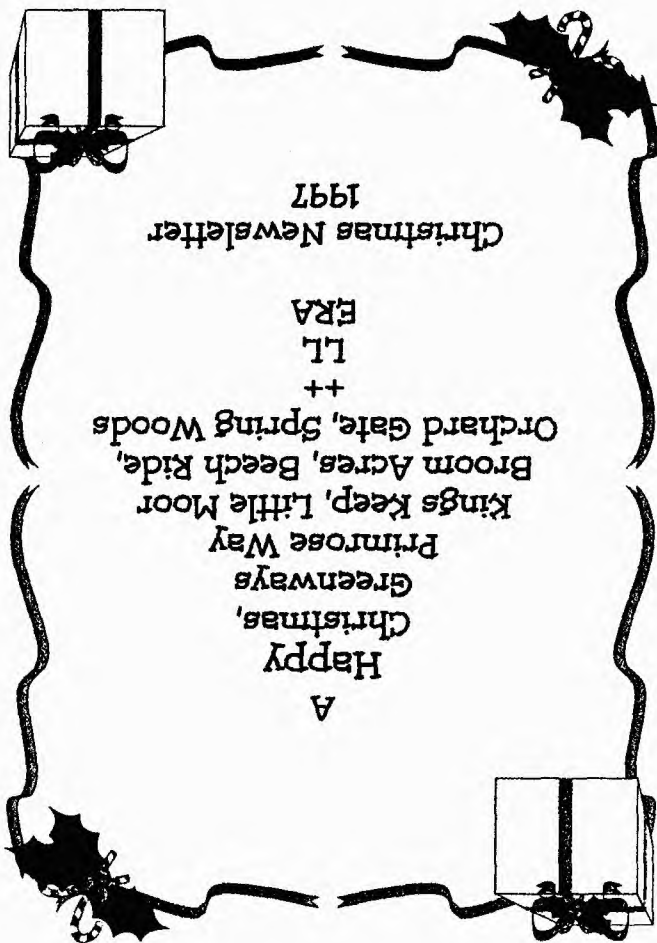 A
Happy
Christmas,
Greenways
Primrose Way
Kings Keep, Little Moor
Broom Acres, Beech Ride,
Orchard Gate, Spring Woods
++
LL
ERA
Christmas Newsletter
1997